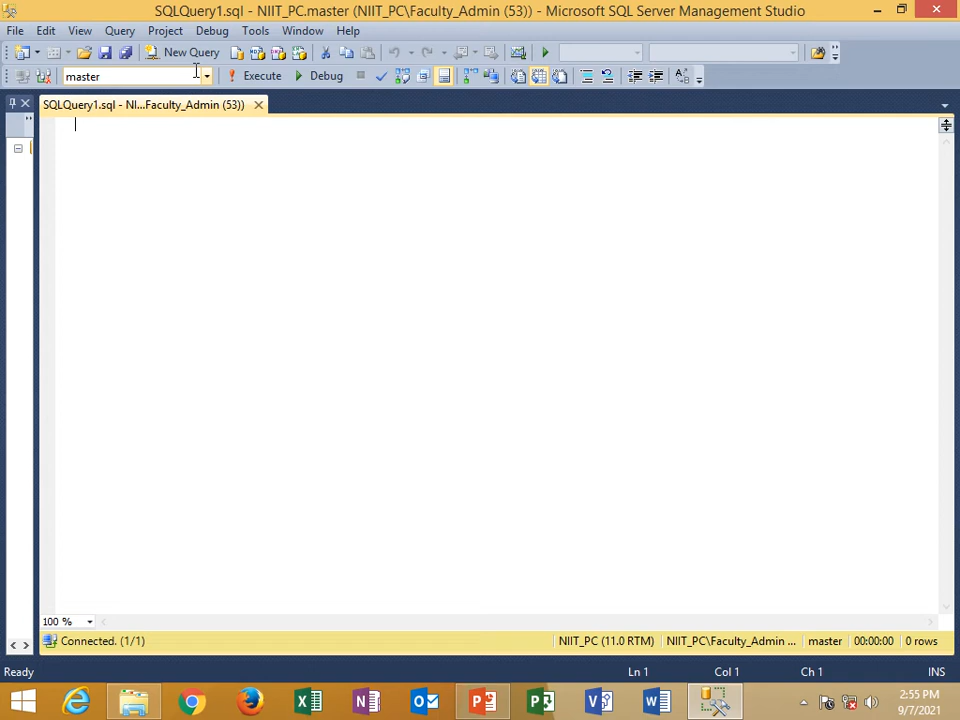 SQLQuery1.sql - NIIT_PC.master (NIIT_PC\Faculty_Admin (53)) - Microsoft SQL Server Management Studio
File Edit View Query Project Debug Tools Window Help
New Query
master Execute Debug
SQLQuery1.sql - NI...Faculty_Admin (53))
100 %
Connected. (1/1) NIIT_PC (11.0 RTM) NIIT_PC\Faculty_Admin ... master 00:00:00 0 rows
Ready Ln 1 Col 1 Ch 1 INS
2:55 PM
9/7/2021